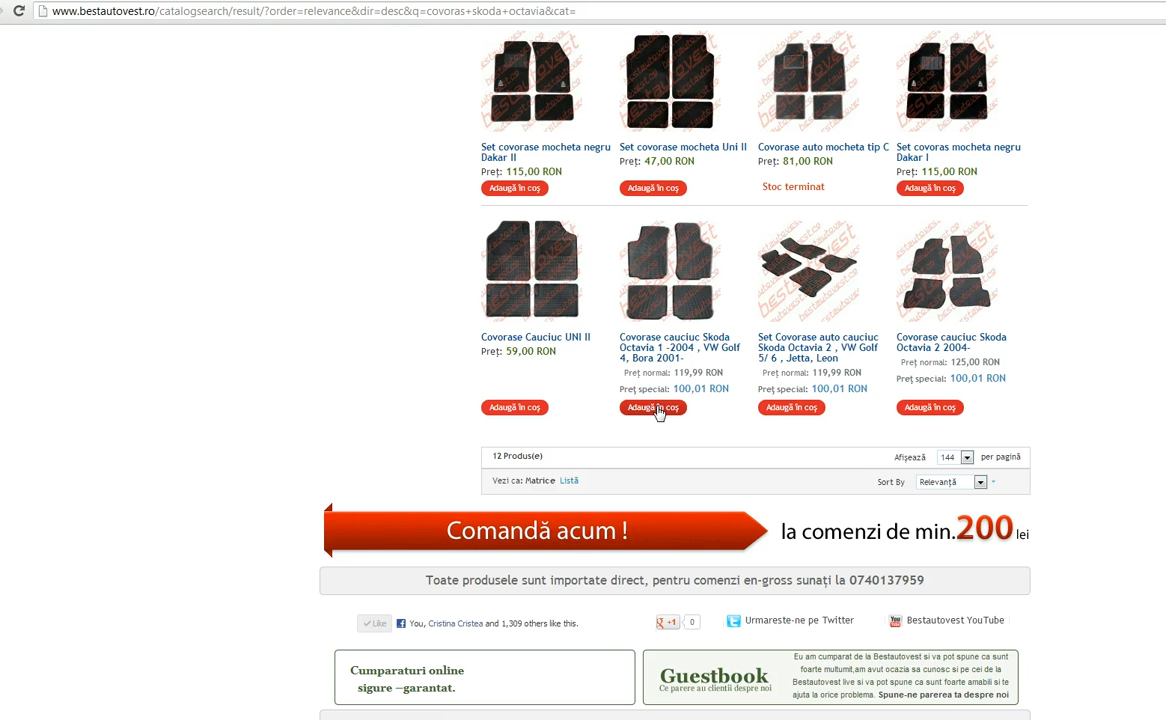 www.bestautovest.ro/catalogsearch/result/?order=relevance&dir=desc&q=covoras+skoda+octavia&cat=
Set covorase mocheta negru Dakar II
Preț: 115,00 RON
Adaugă în coș
Set covorase mocheta Uni II
Preț: 47,00 RON
Adaugă în coș
Covorase auto mocheta tip C
Preț: 81,00 RON
Stoc terminat
Set covoras mocheta negru
Dakar I
Preț: 115,00 RON
Adaugă în coș
Covorase Cauciuc UNI II
Preț: 59,00 RON
Adaugă în coș
Covorase cauciuc Skoda
Octavia 1 -2004 , VW Golf
4, Bora 2001-
Preț normal: 119,99 RON
Preț special: 100,01 RON
Adaugă în coș
Set Covorase auto cauciuc
Skoda Octavia 2 , VW Golf
5/ 6 , Jetta, Leon
Preț normal: 119,99 RON
Preț special: 100,01 RON
Adaugă în coș
Covorase cauciuc Skoda
Octavia 2 2004-
Preț normal: 125,00 RON
Preț special: 100,01 RON
Adaugă în coș
12 Produs(e)
Afișează 144 per pagină
Vezi ca: Matrice Listă
Sort By Relevanță
Comandă acum !
la comenzi de min.200 lei
Toate produsele sunt importate direct, pentru comenzi en-gross sunați la 0740137959
Like
You, Cristina Cristea and 1,309 others like this.
g +1 0
Urmareste-ne pe Twitter
Bestautovest YouTube
Cumparaturi online
sigure –garantat.
Guestbook
Ce parere au clientii despre noi
Eu am cumparat de la Bestautovest si va pot spune ca sunt
foarte multumit,am avut ocazia sa cunosc si pe cei de la
Bestautovest live si va pot spune ca sunt foarte amabili si te
ajuta la orice problema. Spune-ne parerea ta despre noi